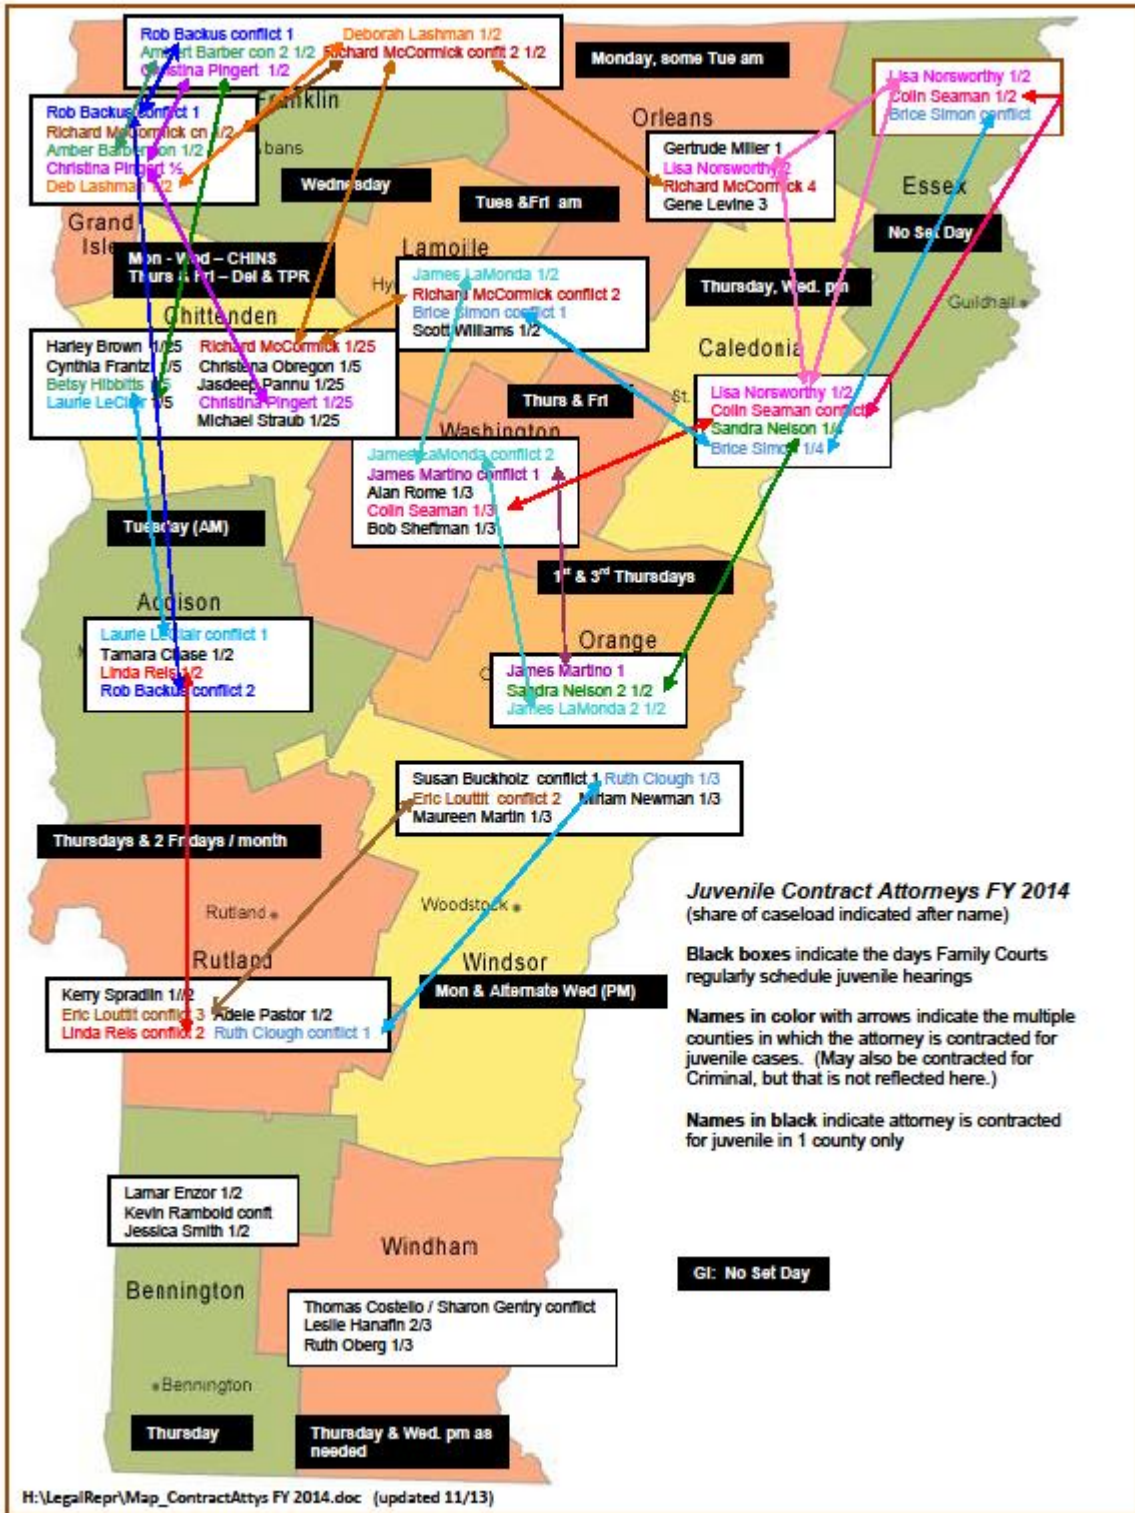 Rob Backus conflict 1 Deborah Lashman 1/2
Ambert Barber con 2 1/2 Richard McCormick conflt 2 1/2
Christina Pingert 1/2
Monday, some Tue am
Lisa Norsworthy 1/2
Colin Seaman 1/2
Brice Simon conflict
Franklin
Rob Backus conflict 1
Richard McCormick cn 1/2
Amber Barber con 1/2
Christina Pingert ½
Deb Lashman 1/2
bans
Orleans
Gertrude Miller 1
Lisa Norsworthy 2
Richard McCormick 4
Gene Levine 3
Essex
Wednesday
Tues &Fri am
No Set Day
Grand
Isle
Mon - Wed – CHINS
Thurs & Fri – Del & TPR
Lamoille
Hy
James LaMonda 1/2
Richard McCormick conflict 2
Brice Simon conflict 1
Scott Williams 1/2
Thursday, Wed. pm
Guildhall
Chittenden
Harley Brown 1/25 Richard McCormick 1/25
Cynthia Frantz 1/5 Christena Obregon 1/5
Betsy Hibbitts 1/5 Jasdeep Pannu 1/25
Laurie LeClair 1/5 Christina Pingert 1/25
Michael Straub 1/25
Caledonia
St.
Lisa Norsworthy 1/2
Colin Seaman conflict
Sandra Nelson 1/4
Brice Simon 1/4
Thurs & Fri
Washington
James LaMonda conflict 2
James Martino conflict 1
Alan Rome 1/3
Colin Seaman 1/3
Bob Sheftman 1/3
Tuesday (AM)
1st & 3rd Thursdays
Addison
Laurie LeClair conflict 1
Tamara Chase 1/2
Linda Reis 1/2
Rob Backus conflict 2
Orange
James Martino 1
Sandra Nelson 2 1/2
James LaMonda 2 1/2
Susan Buckholz conflict 1 Ruth Clough 1/3
Eric Louttit conflict 2 Miriam Newman 1/3
Maureen Martin 1/3
Thursdays & 2 Fridays / month
Rutland
Woodstock
Rutland
Windsor
Mon & Alternate Wed (PM)
Kerry Spradlin 1//2
Eric Louttit conflict 3 Adele Pastor 1/2
Linda Reis conflict 2 Ruth Clough conflict 1
Juvenile Contract Attorneys FY 2014
(share of caseload indicated after name)
Black boxes indicate the days Family Courts
regularly schedule juvenile hearings
Names in color with arrows indicate the multiple
counties in which the attorney is contracted for
juvenile cases. (May also be contracted for
Criminal, but that is not reflected here.)
Names in black indicate attorney is contracted
for juvenile in 1 county only
Lamar Enzor 1/2
Kevin Rambold conft
Jessica Smith 1/2
Windham
GI: No Set Day
Bennington
Thomas Costello / Sharon Gentry conflict
Leslie Hanafin 2/3
Ruth Oberg 1/3
Bennington
Thursday
Thursday & Wed. pm as
needed
H:\LegalRepr\Map_ContractAttys FY 2014.doc (updated 11/13)